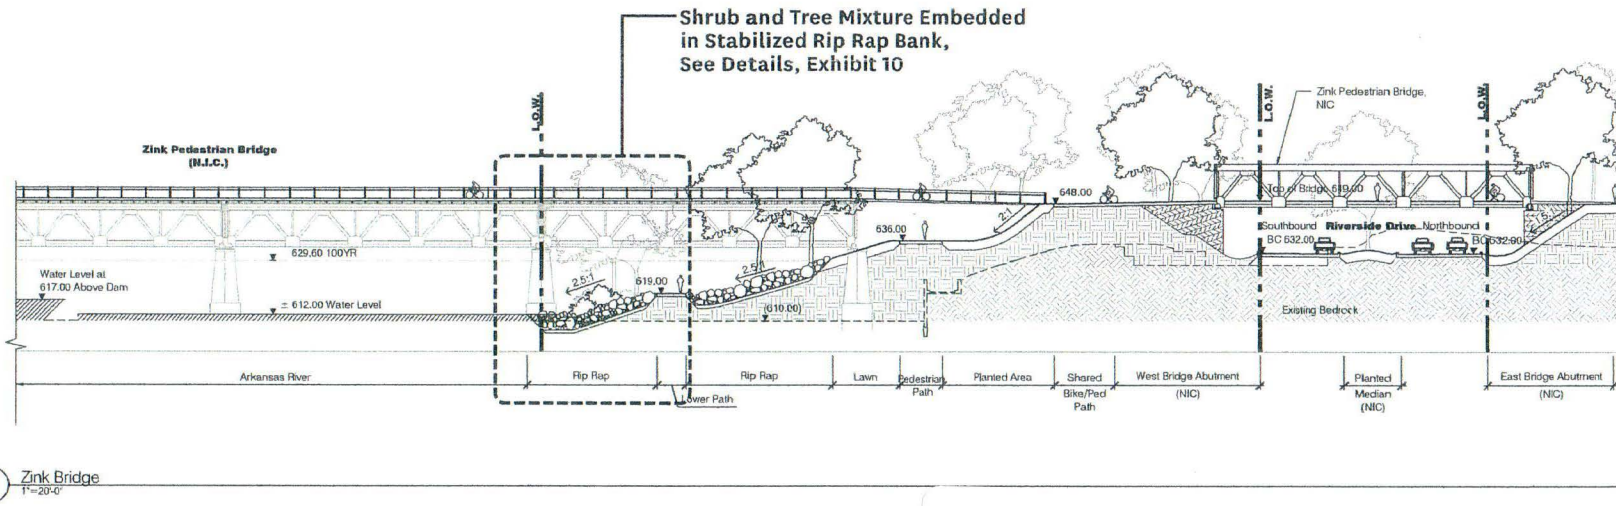 Shrub and Tree Mixture Embedded
in Stabilized Rip Rap Bank,
See Details, Exhibit 10
L.O.W.
Zink Pedestrian Bridge
(N.I.C.)
Zink Pedestrian Bridge,
NIC
L.O.W.
L.O.W.
648.00
Top of Bridge 649.00
2:1
636.00
Southbound Riverside Drive Northbound
BC 632.00
BC 632.00
1.5:
629.60 100YR
Water Level at
617.00 Above Dam
2.5:1
2.5:1
619.00
± 612.00 Water Level
(610.00)
Existing Bedrock
Arkansas River
Rip Rap
Lower Path
Rip Rap
Lawn
Pedestrian
Path
Planted Area
Shared
Bike/Ped
Path
West Bridge Abutment
(NIC)
Planted
Median
(NIC)
East Bridge Abutment
(NIC)
Zink Bridge
1"=20'-0"